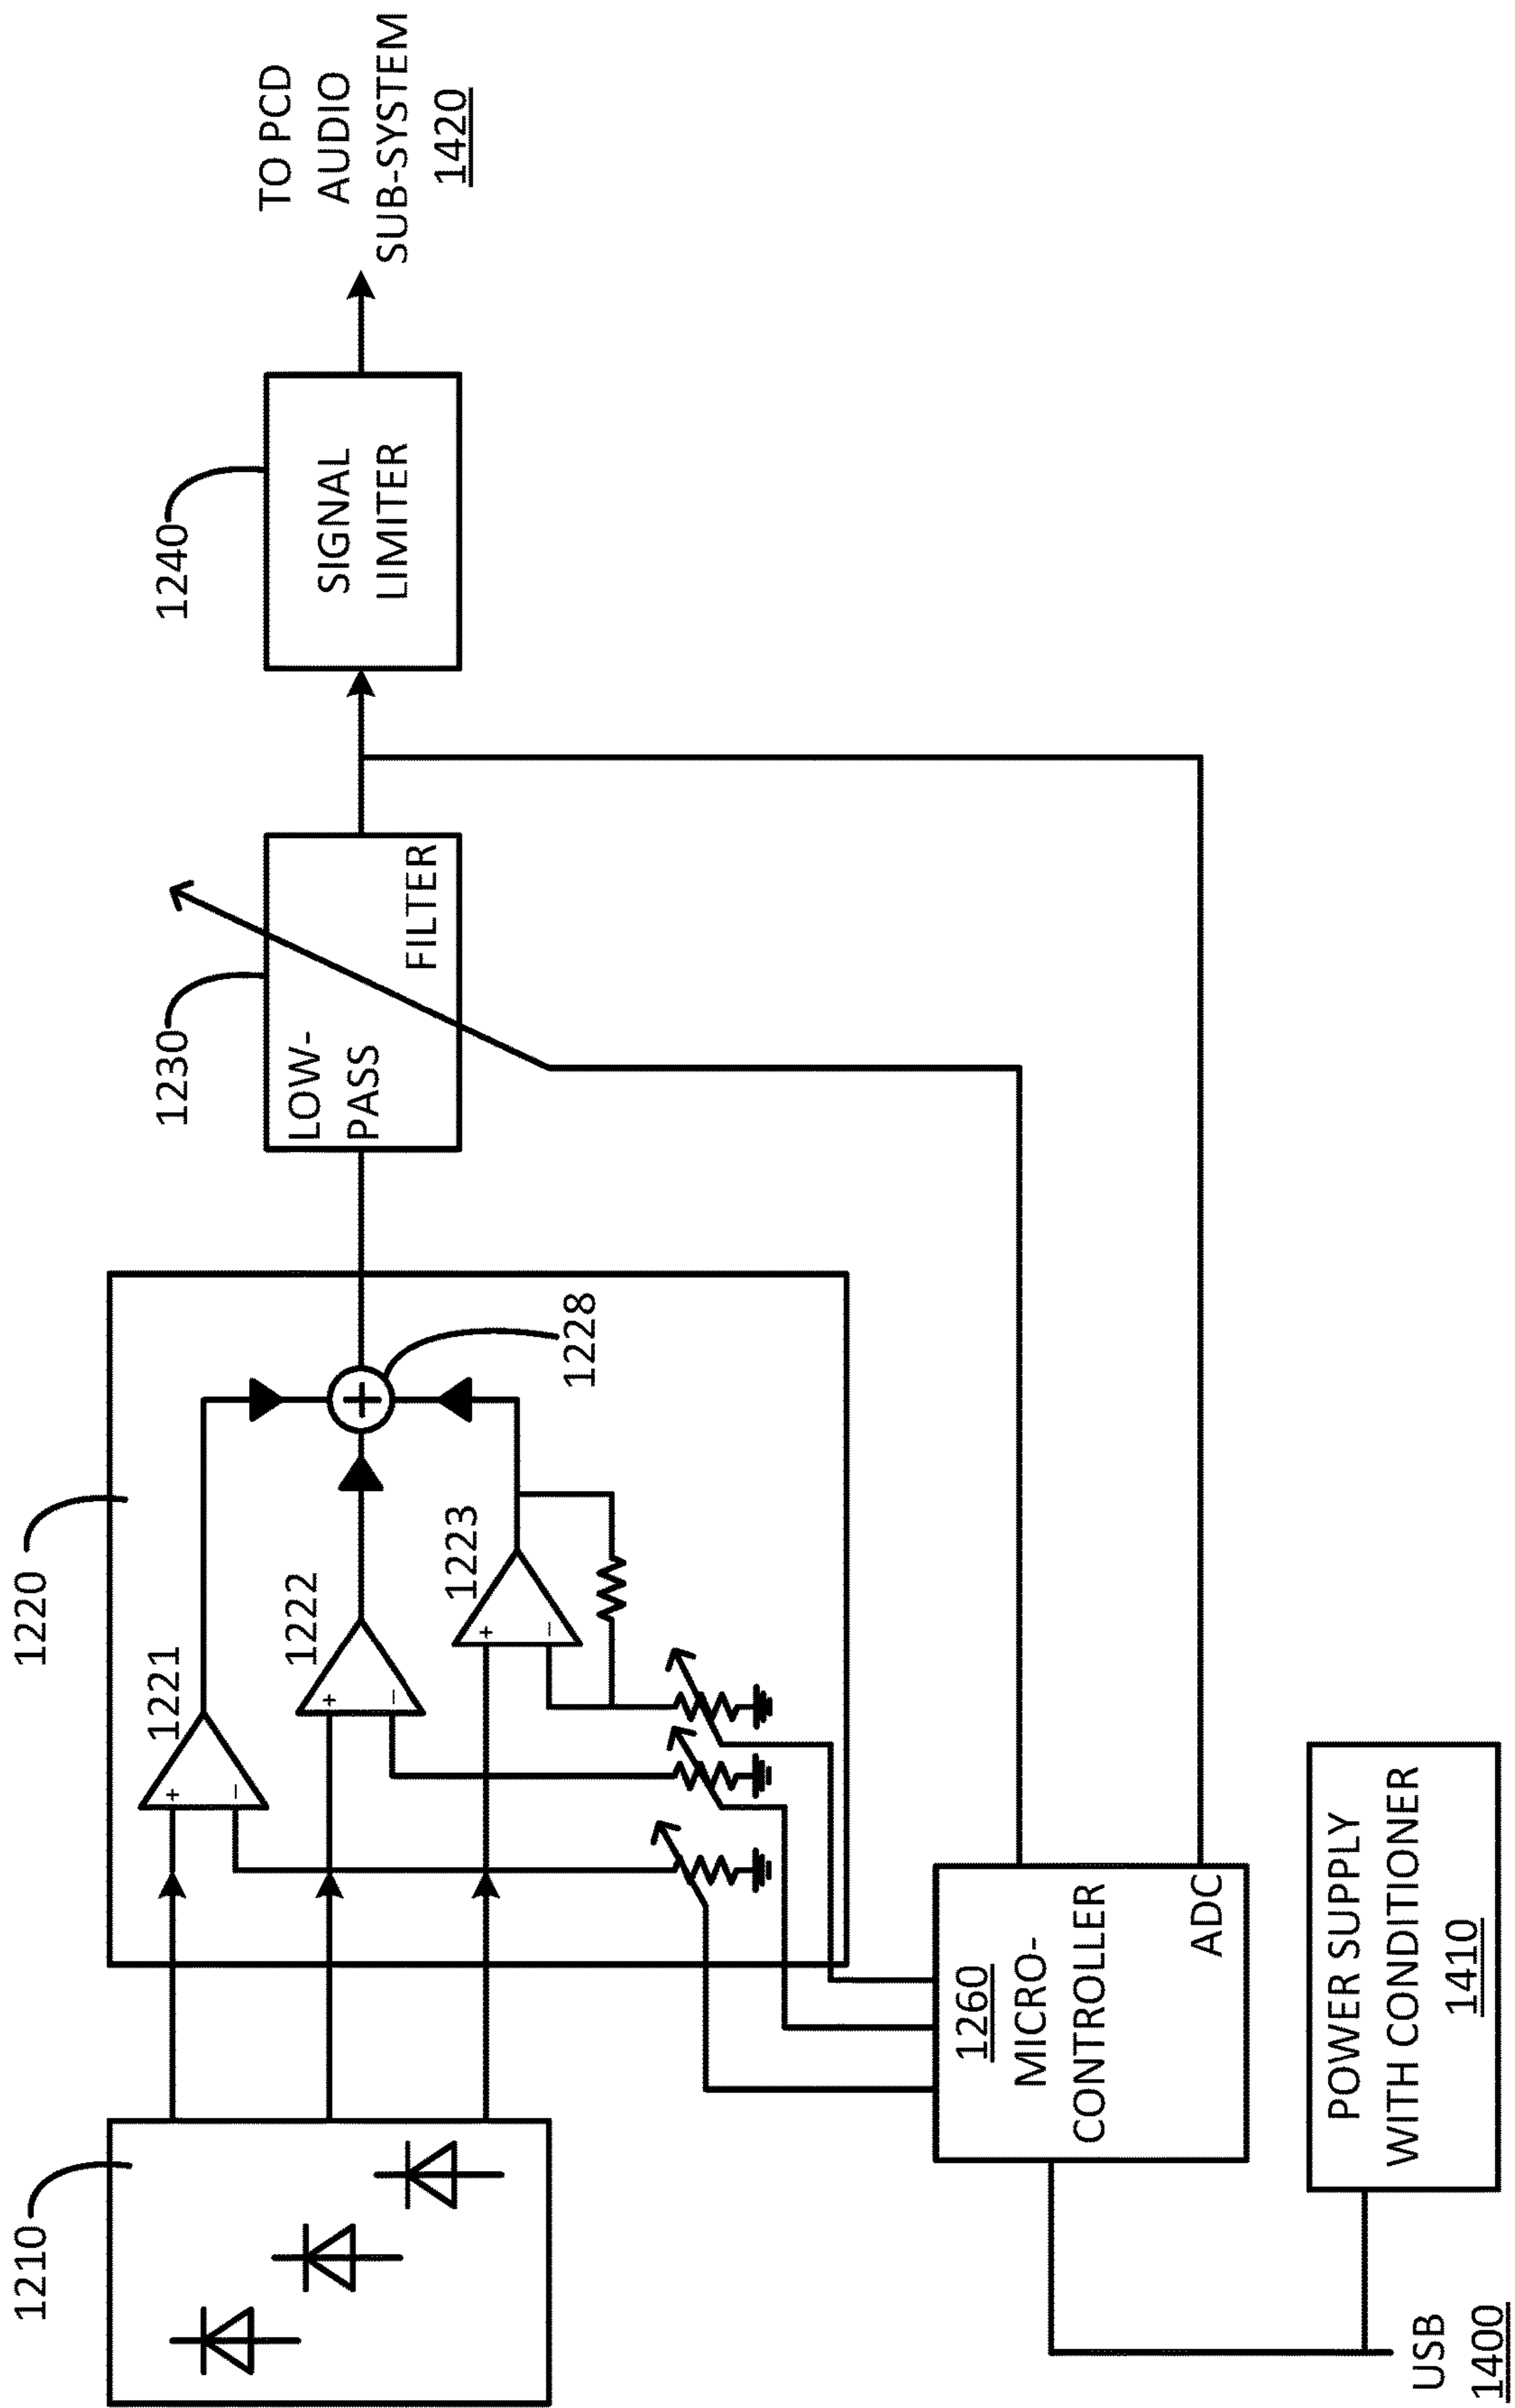 1210
1220
1221
+
−
1222
+
−
1223
+
−
+
1228
1230
LOW-
PASS
FILTER
1240
SIGNAL
LIMITER
TO PCD
AUDIO
SUB-SYSTEM
1420
1260
MICRO-
CONTROLLER
ADC
POWER SUPPLY
WITH CONDITIONER
1410
USB
1400